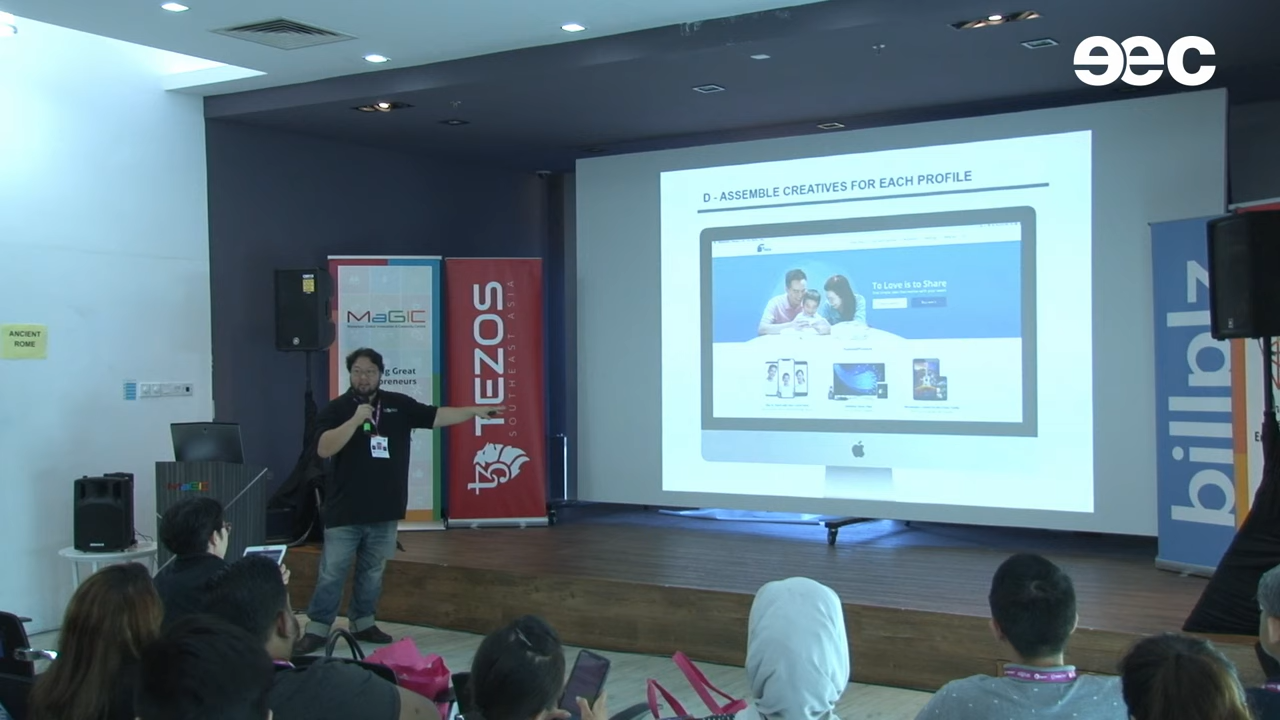 eec
D - ASSEMBLE CREATIVES FOR EACH PROFILE
To Love is to Share
MaGIC
g Great
preneurs
TEZOS
SOUTHEAST ASIA
billplz
ANCIENT
ROME
MaGIC